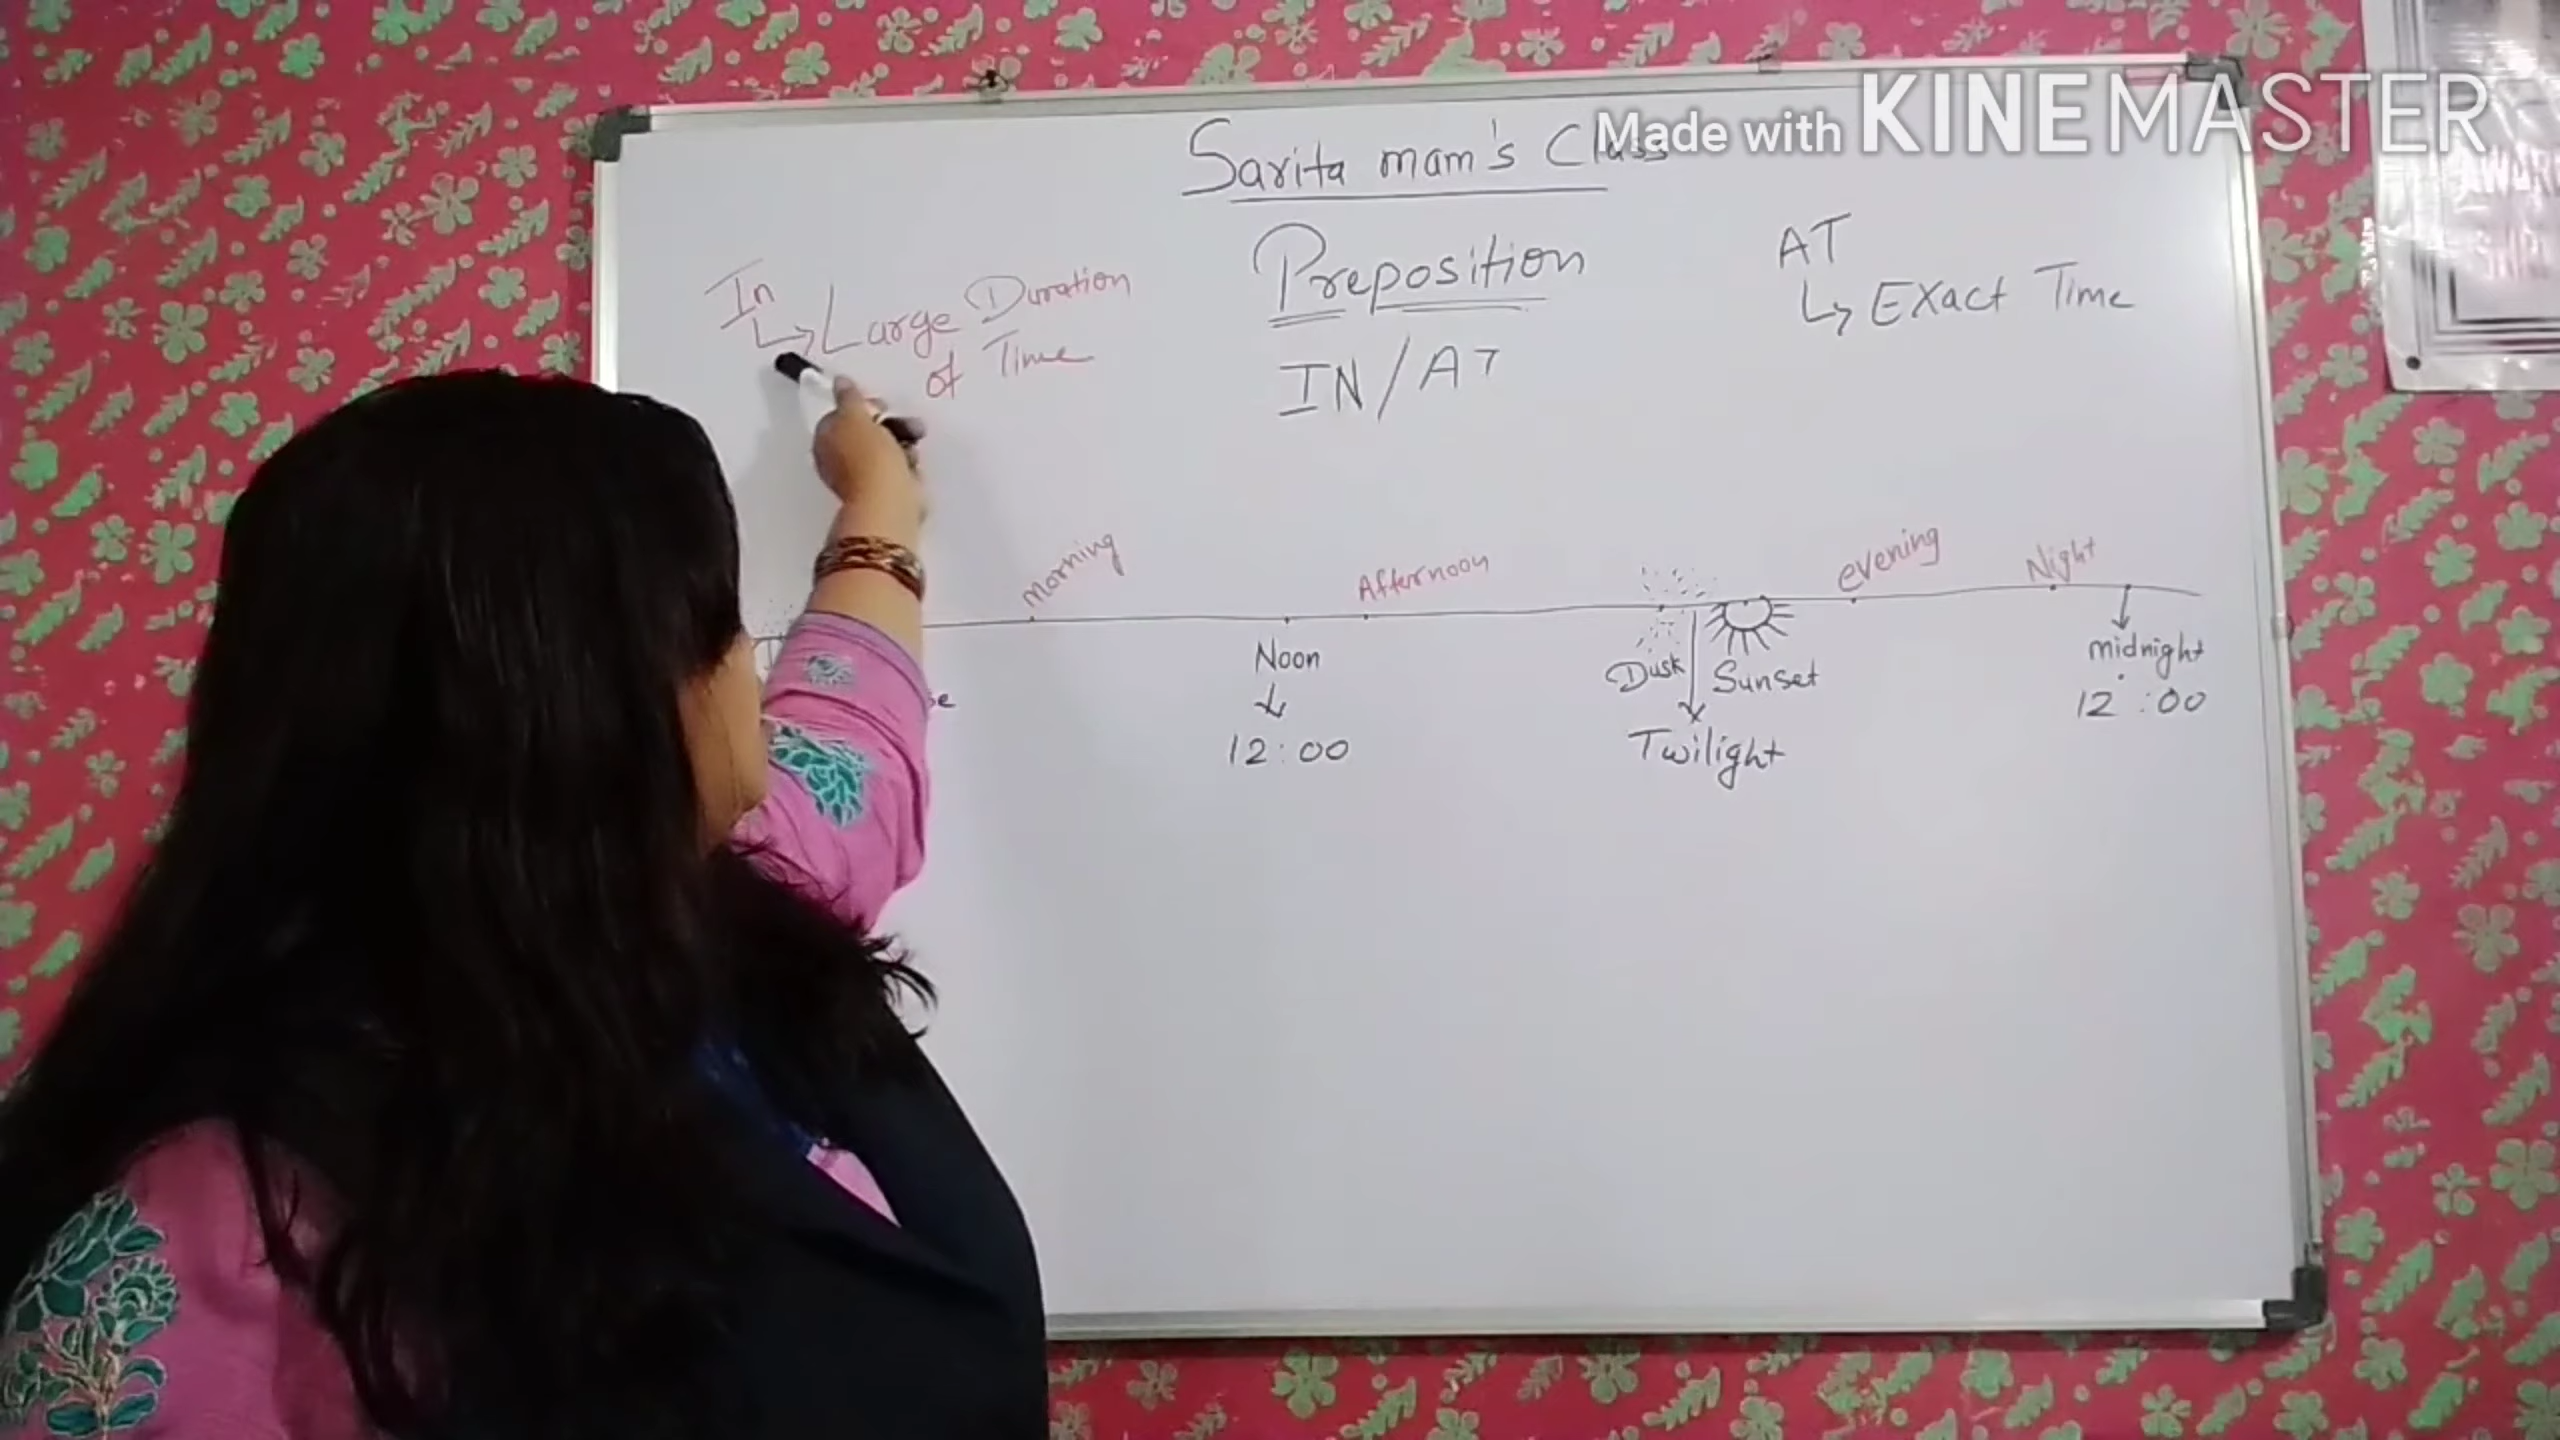 Made with KINEMASTER
Sarita mam's Class
Preposition
IN/AT
In
↳ Large Duration
of Time
AT
↳ Exact Time
morning
Afternoon
evening
Night
Noon
↓
12:00
Dusk
Sunset
Twilight
midnight
12:00